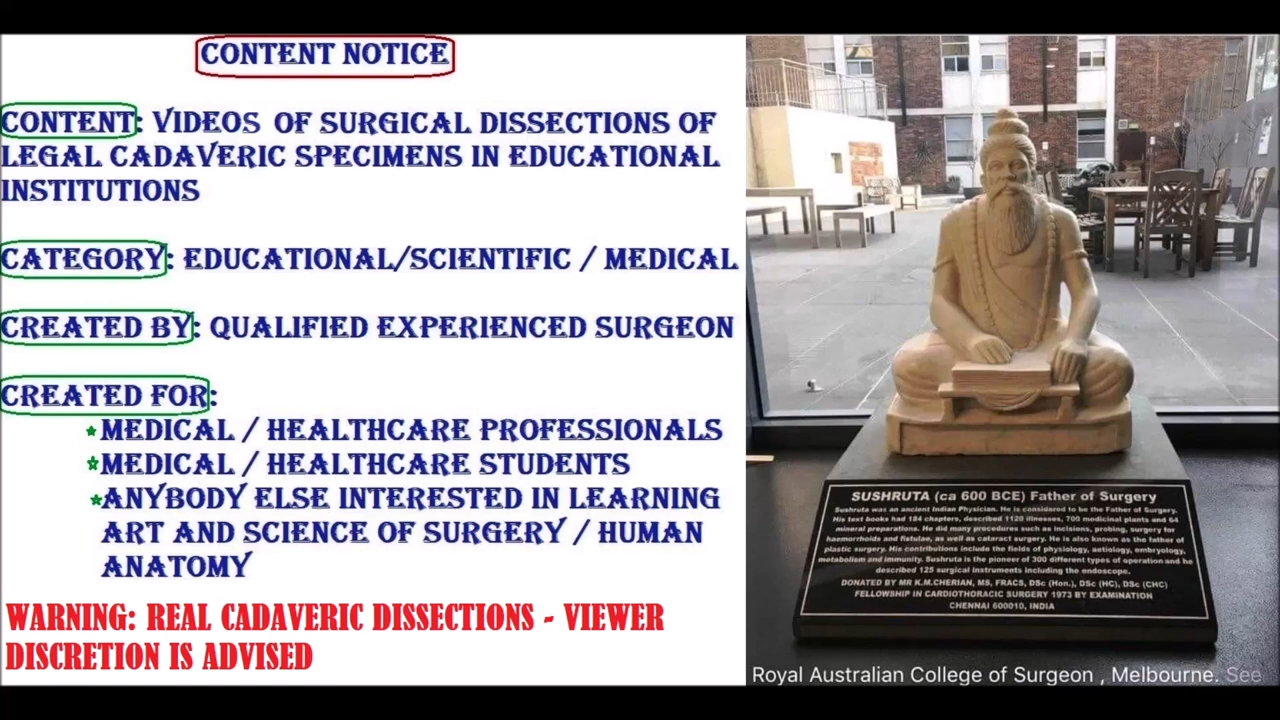 CONTENT NOTICE
CONTENT: VIDEOS OF SURGICAL DISSECTIONS OF
LEGAL CADAVERIC SPECIMENS IN EDUCATIONAL
INSTITUTIONS
CATEGORY: EDUCATIONAL/SCIENTIFIC / MEDICAL
CREATED BY: QUALIFIED EXPERIENCED SURGEON
CREATED FOR:
*MEDICAL / HEALTHCARE PROFESSIONALS
*MEDICAL / HEALTHCARE STUDENTS
*ANYBODY ELSE INTERESTED IN LEARNING
ART AND SCIENCE OF SURGERY / HUMAN
ANATOMY
WARNING: REAL CADAVERIC DISSECTIONS - VIEWER
DISCRETION IS ADVISED
SUSHRUTA (ca 600 BCE) Father of Surgery
Sushruta was an ancient Indian Physician. He is considered to be the Father of Surgery.
His text books had 184 chapters, described 1120 illnesses, 700 medicinal plants and 64
mineral preparations. He did many procedures such as incisions, probing, surgery for
haemorrhoids and fistulae, as well as cataract surgery. He is also known as the father of
plastic surgery. His contributions include the fields of physiology, aetiology, embryology,
metabolism and immunity. Sushruta is the pioneer of 300 different types of operation and he
described 125 surgical instruments including the endoscope.
DONATED BY MR K.M.CHERIAN, MS, FRACS, DSc (Hon.), DSc (HC), DSc (CHC)
FELLOWSHIP IN CARDIOTHORACIC SURGERY 1973 BY EXAMINATION
CHENNAI 600010, INDIA
Royal Australian College of Surgeon , Melbourne. See